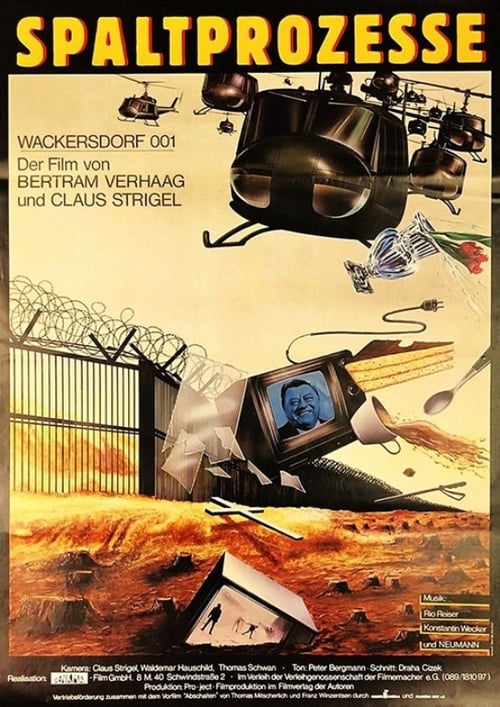 SPALTPROZESSE
WACKERSDORF 001
Der Film von
BERTRAM VERHAAG
und CLAUS STRIGEL
Musik:
Rio Reiser
Konstantin Wecker
und NEUMANN
Kamera: Claus Strigel, Waldemar Hauschild, Thomas Schwan · Ton: Peter Bergmann · Schnitt: Draha Cizek
Realisation: DENKMAL - Film GmbH. 8 M. 40 Schwindstraße 2 · Im Verleih der Verleihgenossenschaft der Filmemacher e.G. (089/181097)
Produktion: Pro-ject - Filmproduktion im Filmverlag der Autoren
Vertriebsförderung zusammen mit dem Vorfilm "Abschalten" von Thomas Mitscherlich und Franz Winzentsen durch und